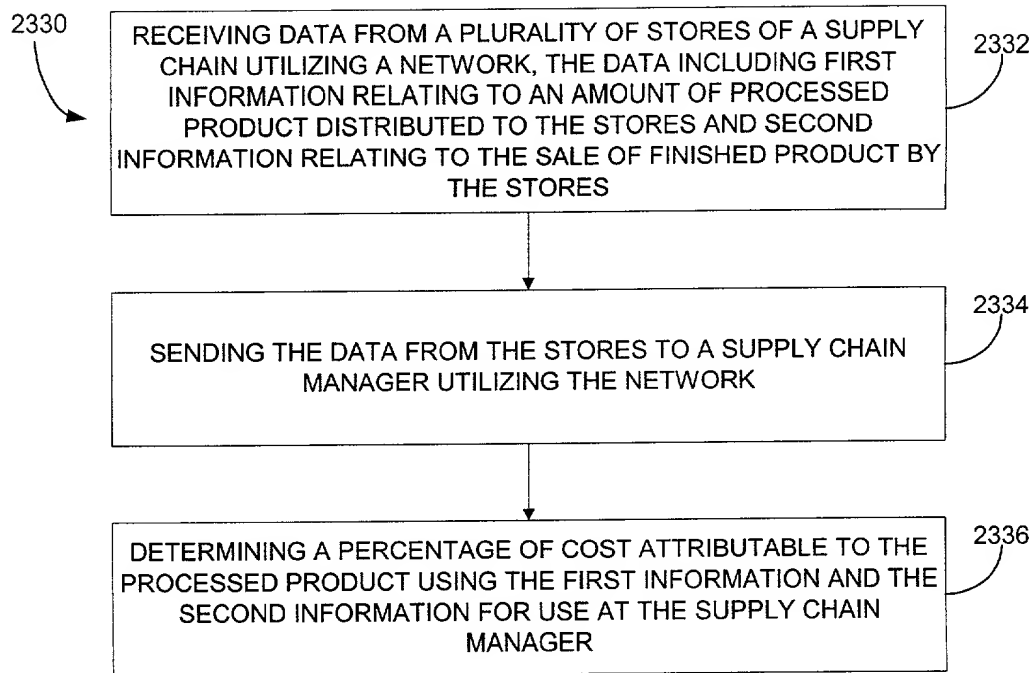 2330
RECEIVING DATA FROM A PLURALITY OF STORES OF A SUPPLY
CHAIN UTILIZING A NETWORK, THE DATA INCLUDING FIRST
INFORMATION RELATING TO AN AMOUNT OF PROCESSED
PRODUCT DISTRIBUTED TO THE STORES AND SECOND
INFORMATION RELATING TO THE SALE OF FINISHED PRODUCT BY
THE STORES
2332
SENDING THE DATA FROM THE STORES TO A SUPPLY CHAIN
MANAGER UTILIZING THE NETWORK
2334
DETERMINING A PERCENTAGE OF COST ATTRIBUTABLE TO THE
PROCESSED PRODUCT USING THE FIRST INFORMATION AND THE
SECOND INFORMATION FOR USE AT THE SUPPLY CHAIN
MANAGER
2336